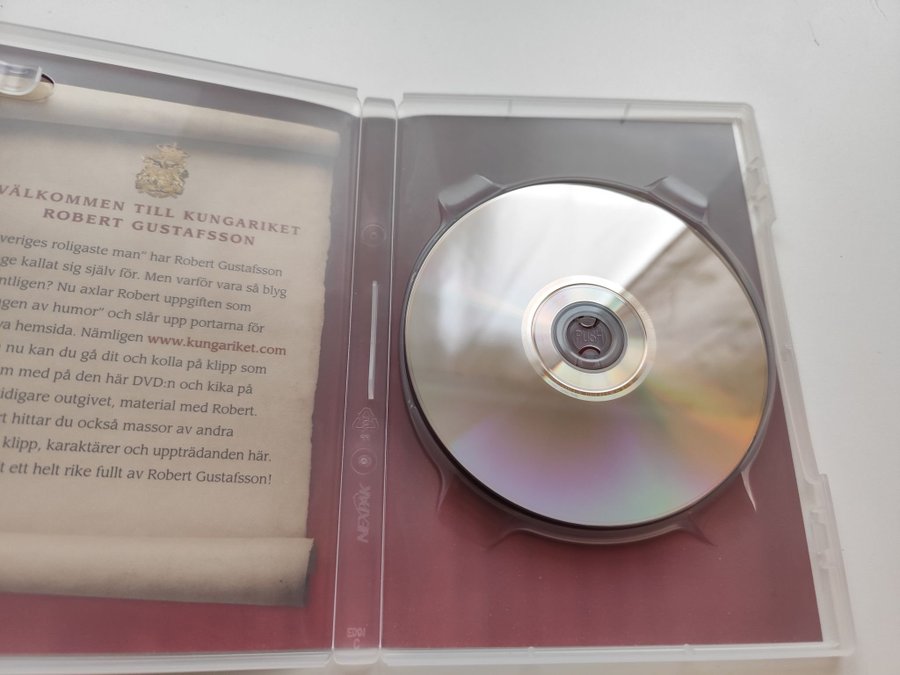 VÄLKOMMEN TILL KUNGARIKET
ROBERT GUSTAFSSON
veriges roligaste man" har Robert Gustafsson
ge kallat sig själv för. Men varför vara så blyg
ntligen? Nu axlar Robert uppgiften som
ngen av humor" och slår upp portarna för
va hemsida. Nämligen www.kungariket.com
nu kan du gå dit och kolla på klipp som
m med på den här DVD:n och kika på
idigare outgivet, material med Robert.
rt hittar du också massor av andra
klipp, karaktärer och uppträdanden här.
t ett helt rike fullt av Robert Gustafsson!
PUSH